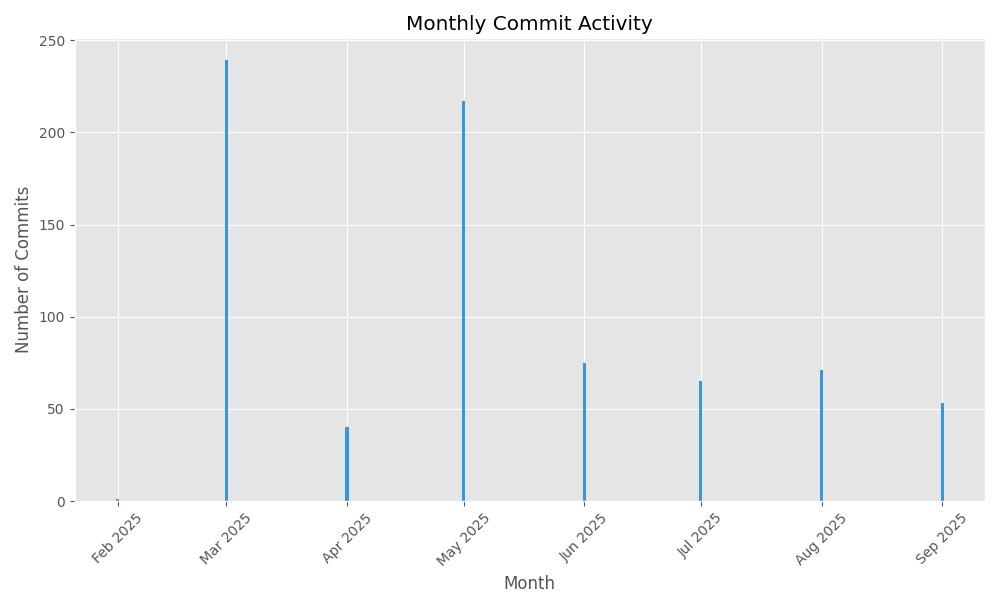 Monthly Commit Activity
250
200
150
100
50
0
Number of Commits
Feb 2025
Mar 2025
Apr 2025
May 2025
Jun 2025
Jul 2025
Aug 2025
Sep 2025
Month